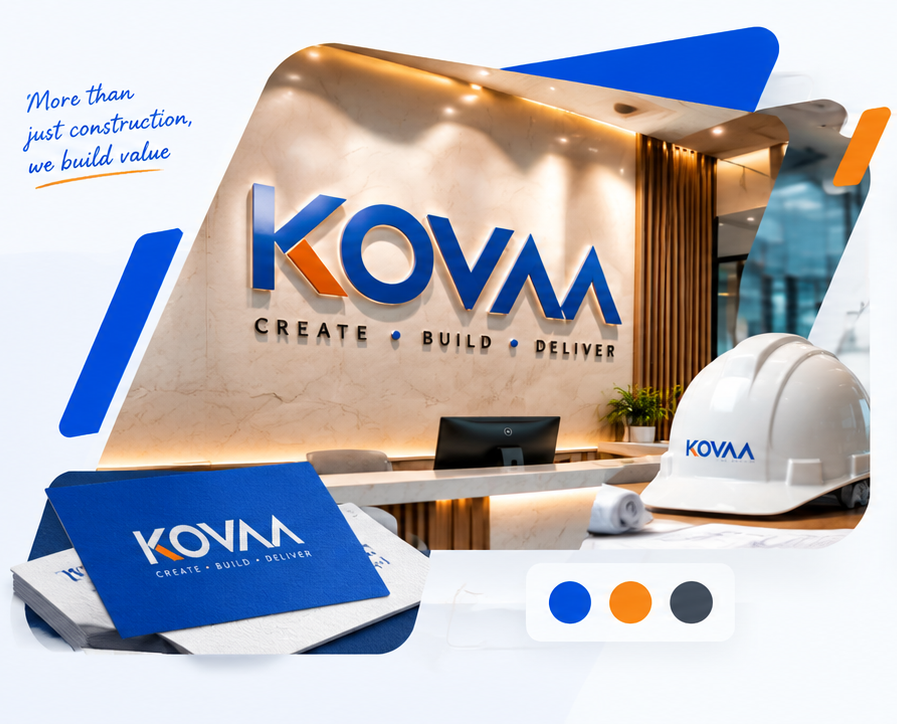 More than
just construction,
we build value
KOVAA
CREATE • BUILD • DELIVER
KOVAA
KOVAA
CREATE • BUILD • DELIVER